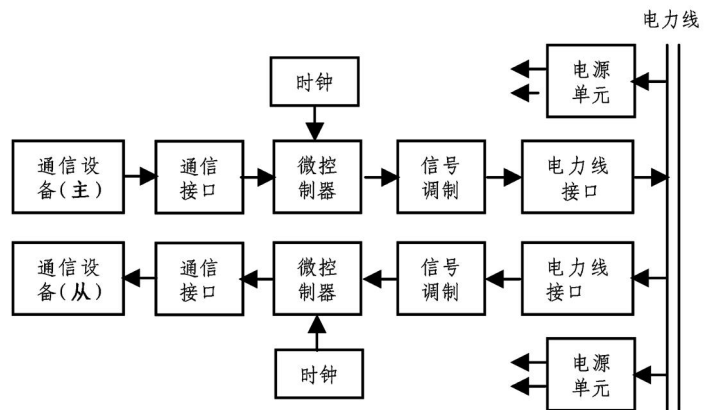 电力线
电源
单元
时钟
通信设
备(主)
通信
接口
微控
制器
信号
调制
电力线
接口
通信设
备(从)
通信
接口
微控
制器
信号
调制
电力线
接口
时钟
电源
单元